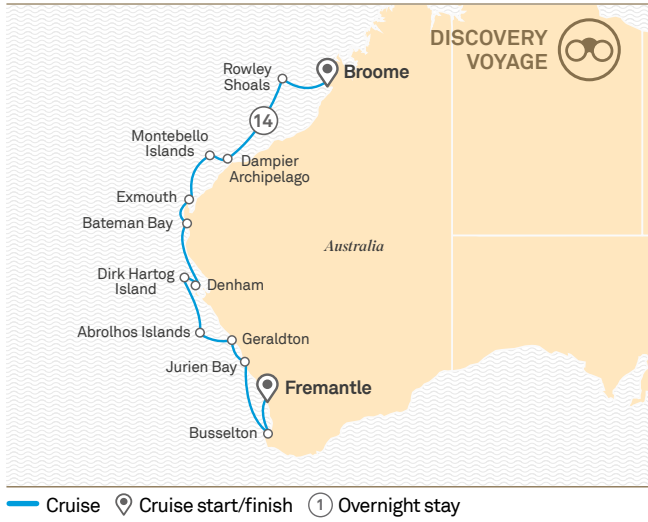 DISCOVERY
VOYAGE
Rowley
Shoals
Broome
14
Montebello
Islands
Dampier
Archipelago
Exmouth
Bateman Bay
Australia
Dirk Hartog
Island
Denham
Abrolhos Islands
Geraldton
Jurien Bay
Fremantle
Busselton
Cruise Cruise start/finish 1 Overnight stay